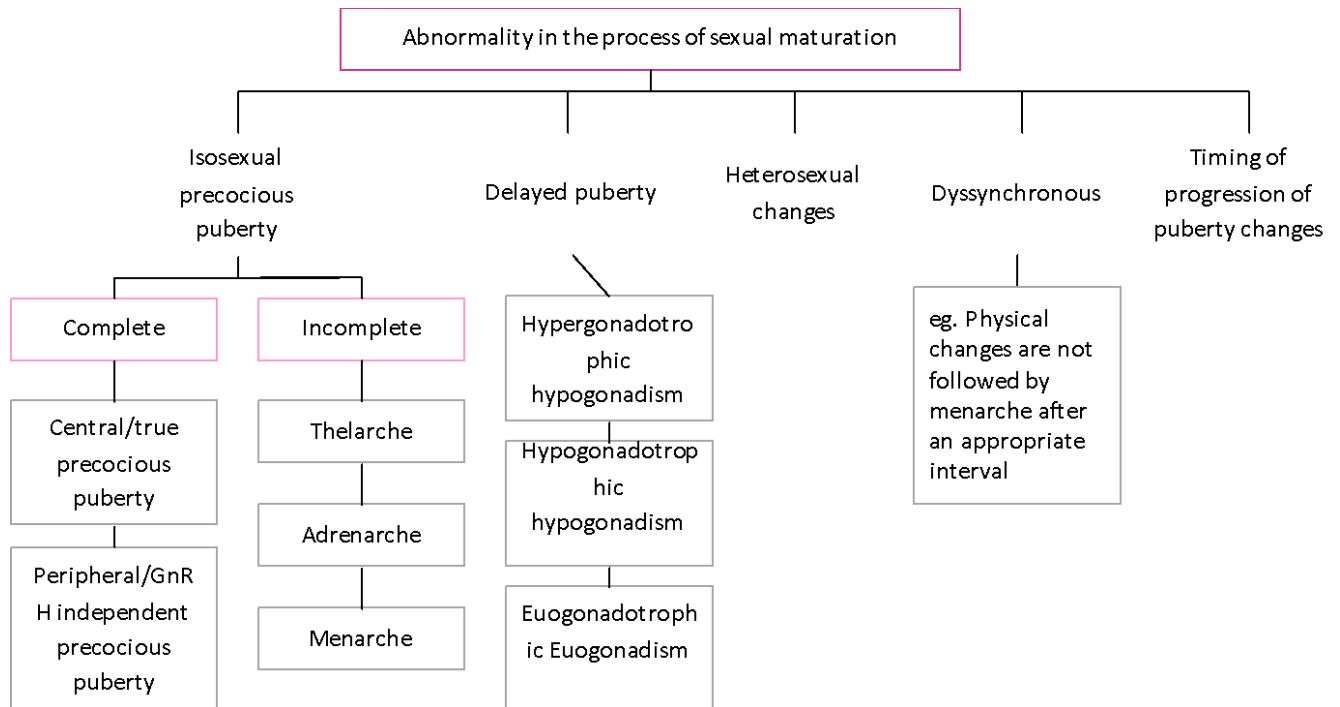 Abnormality in the process of sexual maturation
Isosexual
precocious
puberty
Delayed puberty
Heterosexual
changes
Dyssynchronous
Timing of
progression of
puberty changes
Complete
Central/true
precocious
puberty
Peripheral/GnR
H independent
precocious
puberty
Incomplete
Thelarche
Adrenarche
Menarche
Hypergonadotro
phic
hypogonadism
Hypogonadotrop
hic
hypogonadism
Euogonadotroph
ic Euogonadism
eg. Physical
changes are not
followed by
menarche after
an appropriate
interval